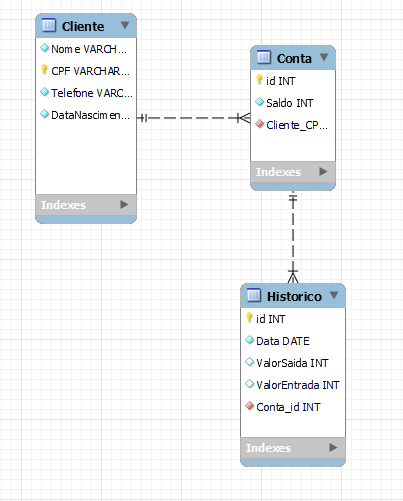 Cliente
Nome VARCH...
CPF VARCHAR...
Telefone VARC...
DataNascimen...
Indexes
Conta
id INT
Saldo INT
Cliente_CP...
Indexes
Historico
id INT
Data DATE
ValorSaida INT
ValorEntrada INT
Conta_id INT
Indexes